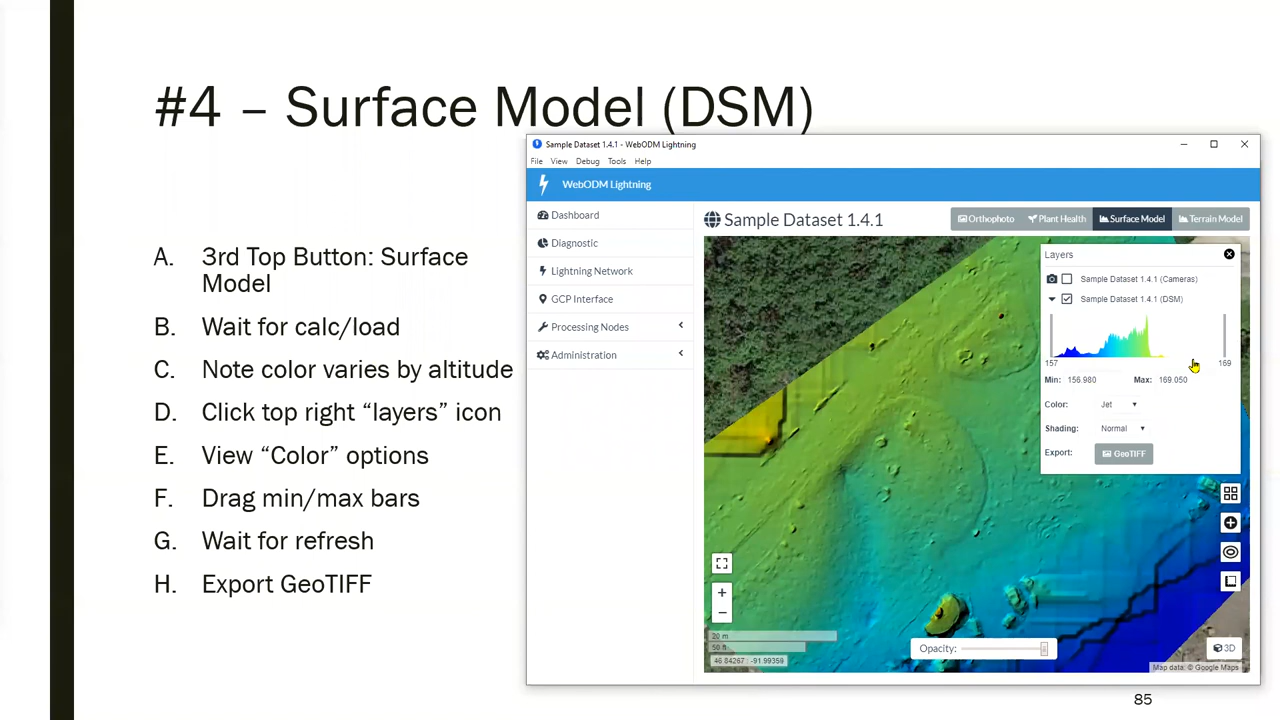 #4 – Surface Model (DSM)
A. 3rd Top Button: Surface
Model
B. Wait for calc/load
C. Note color varies by altitude
D. Click top right “layers” icon
E. View “Color” options
F. Drag min/max bars
G. Wait for refresh
H. Export GeoTIFF
Sample Dataset 1.4.1 - WebODM Lightning
File View Debug Tools Help
WebODM Lightning
Dashboard
Diagnostic
Lightning Network
GCP Interface
Processing Nodes
Administration
Sample Dataset 1.4.1
Orthophoto Plant Health Surface Model Terrain Model
Layers
Sample Dataset 1.4.1 (Cameras)
Sample Dataset 1.4.1 (DSM)
157 169
Min: 156.980 Max: 169.050
Color: Jet
Shading: Normal
Export: GeoTIFF
+
−
20 m
50 ft
46.84267 : -91.99359
Opacity:
3D
Map data: © Google Maps
85